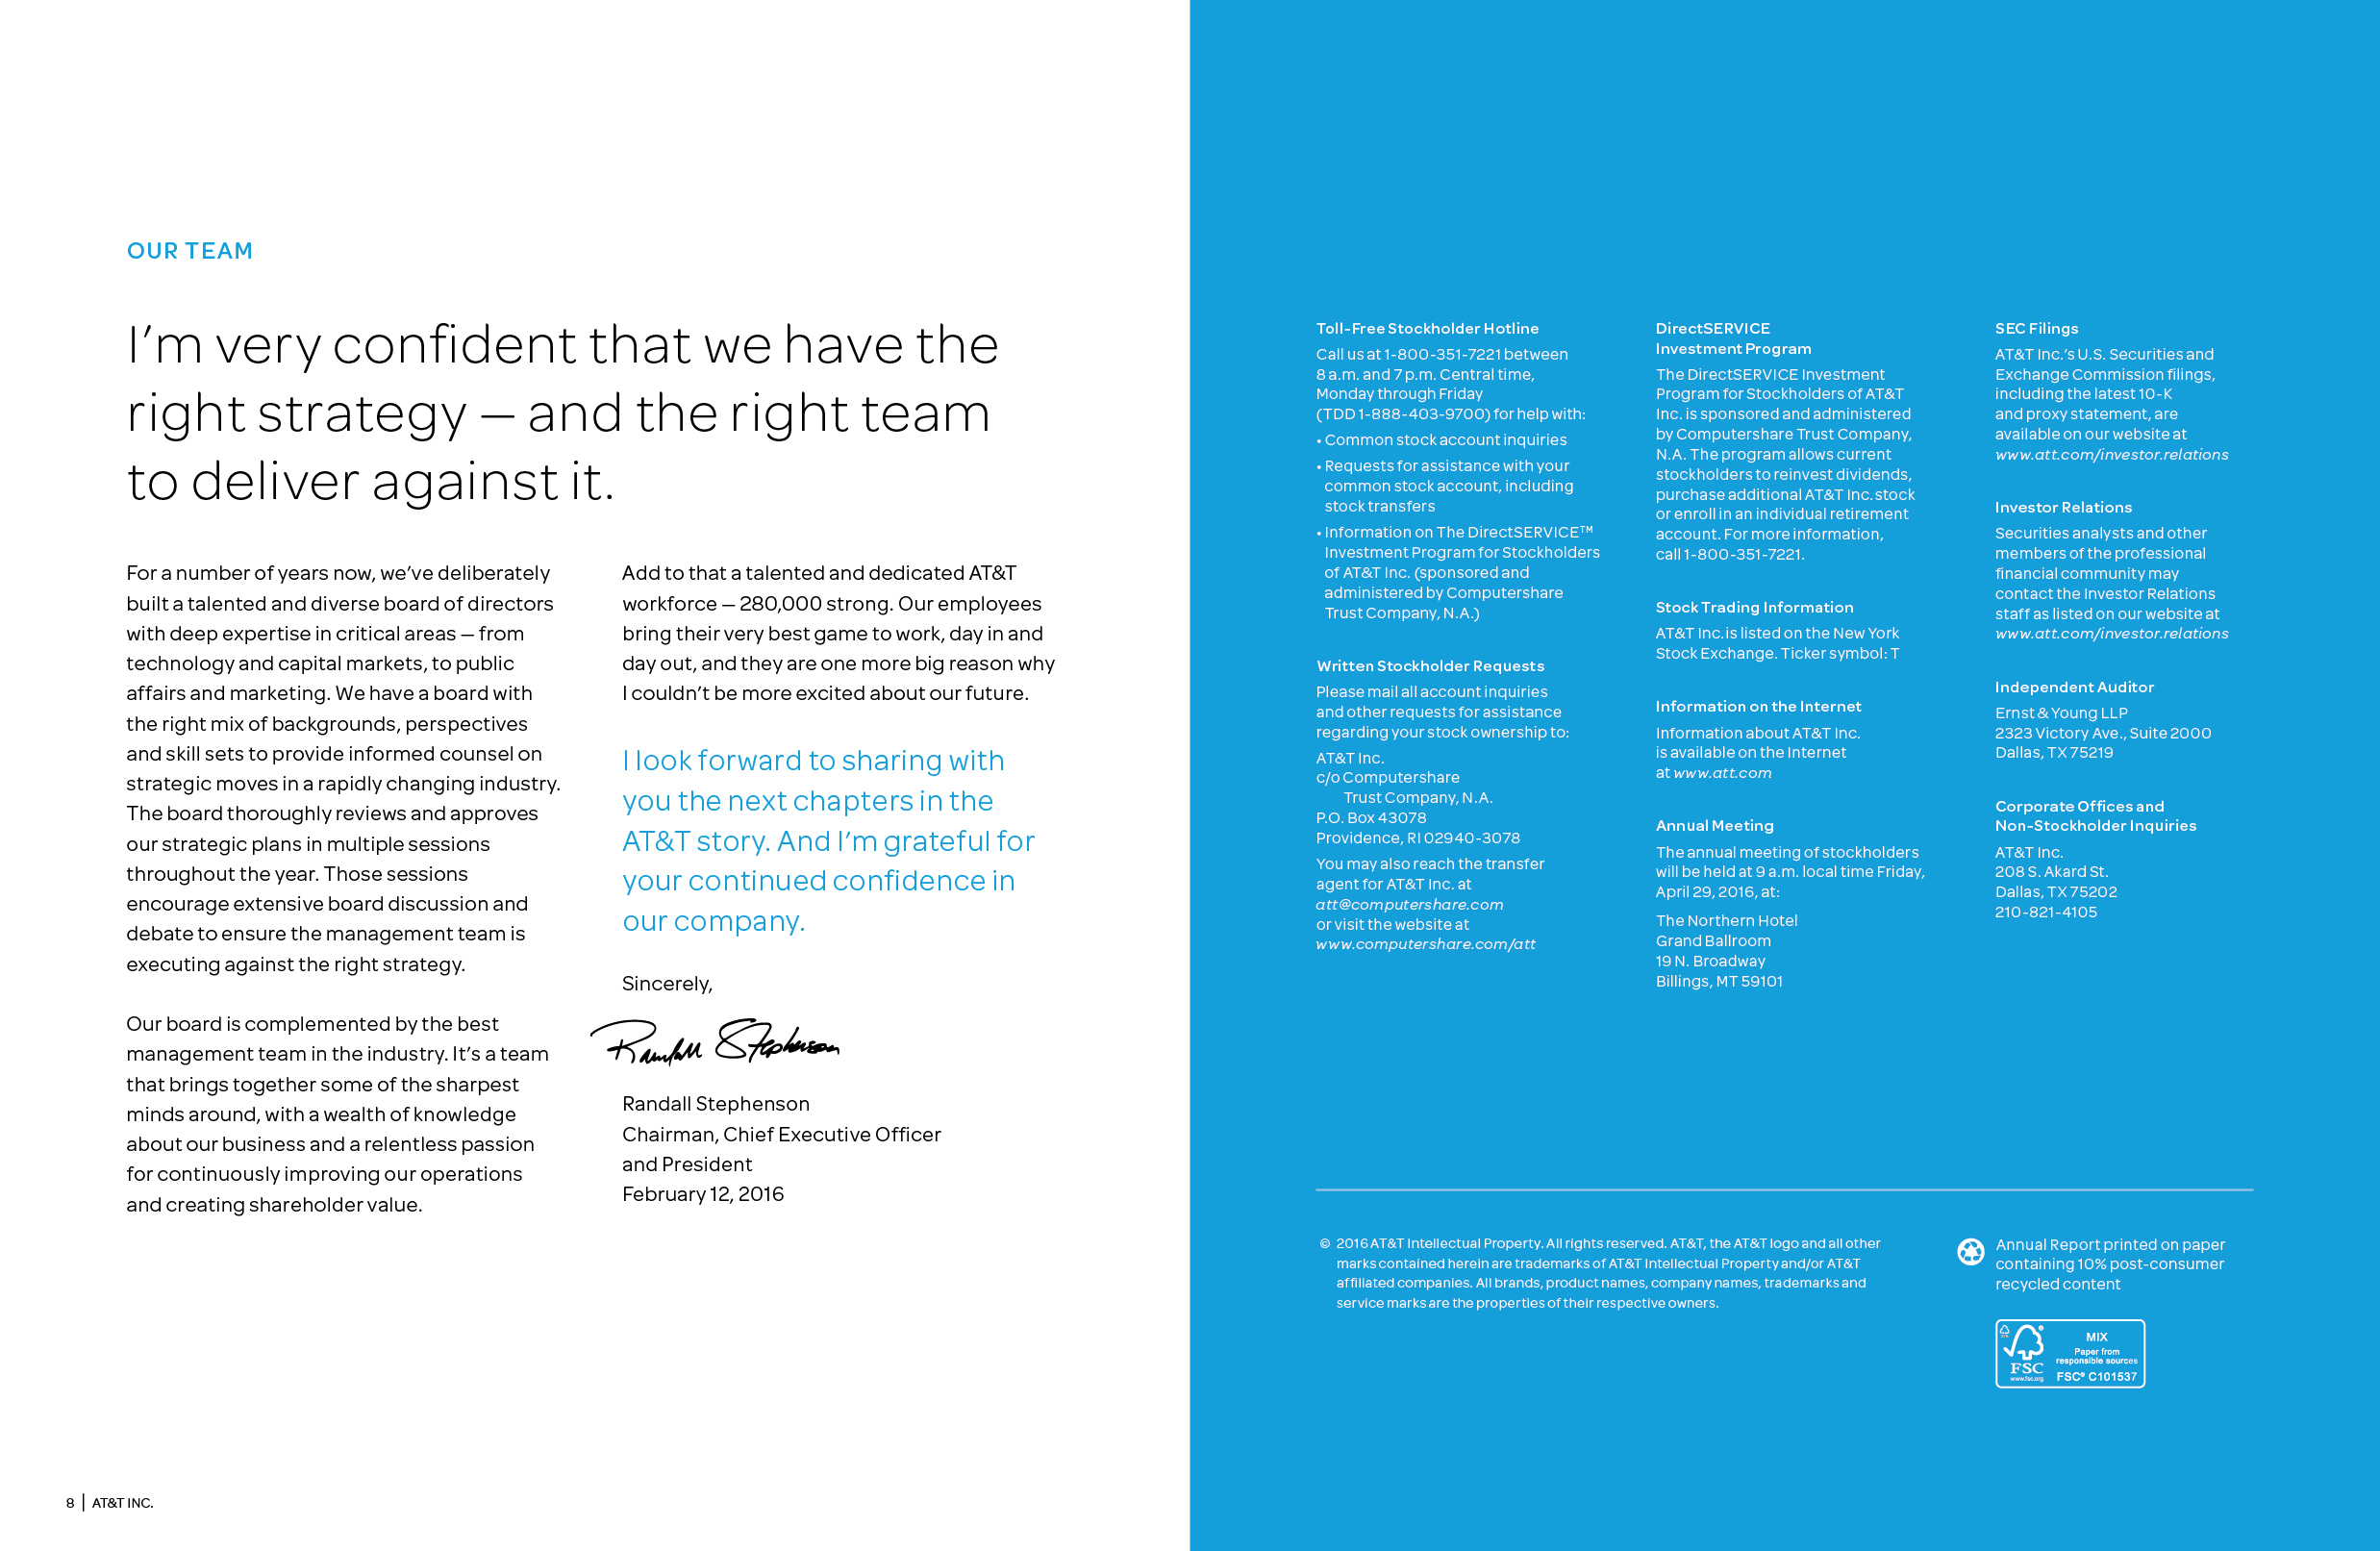 OUR TEAM
I’m very confident that we have the
right strategy — and the right team
to deliver against it.
For a number of years now, we’ve deliberately
built a talented and diverse board of directors
with deep expertise in critical areas — from
technology and capital markets, to public
affairs and marketing. We have a board with
the right mix of backgrounds, perspectives
and skill sets to provide informed counsel on
strategic moves in a rapidly changing industry.
The board thoroughly reviews and approves
our strategic plans in multiple sessions
throughout the year. Those sessions
encourage extensive board discussion and
debate to ensure the management team is
executing against the right strategy.
Our board is complemented by the best
management team in the industry. It’s a team
that brings together some of the sharpest
minds around, with a wealth of knowledge
about our business and a relentless passion
for continuously improving our operations
and creating shareholder value.
Add to that a talented and dedicated AT&T
workforce — 280,000 strong. Our employees
bring their very best game to work, day in and
day out, and they are one more big reason why
I couldn’t be more excited about our future.
I look forward to sharing with
you the next chapters in the
AT&T story. And I’m grateful for
your continued confidence in
our company.
Sincerely,
Randall Stephenson
Randall Stephenson
Chairman, Chief Executive Officer
and President
February 12, 2016
8 | AT&T INC.
Toll-Free Stockholder Hotline
Call us at 1-800-351-7221 between
8 a.m. and 7 p.m. Central time,
Monday through Friday
(TDD 1-888-403-9700) for help with:
• Common stock account inquiries
• Requests for assistance with your
common stock account, including
stock transfers
• Information on The DirectSERVICE™
Investment Program for Stockholders
of AT&T Inc. (sponsored and
administered by Computershare
Trust Company, N.A.)
Written Stockholder Requests
Please mail all account inquiries
and other requests for assistance
regarding your stock ownership to:
AT&T Inc.
c/o Computershare
Trust Company, N.A.
P.O. Box 43078
Providence, RI 02940-3078
You may also reach the transfer
agent for AT&T Inc. at
att@computershare.com
or visit the website at
www.computershare.com/att
DirectSERVICE
Investment Program
The DirectSERVICE Investment
Program for Stockholders of AT&T
Inc. is sponsored and administered
by Computershare Trust Company,
N.A. The program allows current
stockholders to reinvest dividends,
purchase additional AT&T Inc. stock
or enroll in an individual retirement
account. For more information,
call 1-800-351-7221.
Stock Trading Information
AT&T Inc. is listed on the New York
Stock Exchange. Ticker symbol: T
Information on the Internet
Information about AT&T Inc.
is available on the Internet
at www.att.com
Annual Meeting
The annual meeting of stockholders
will be held at 9 a.m. local time Friday,
April 29, 2016, at:
The Northern Hotel
Grand Ballroom
19 N. Broadway
Billings, MT 59101
SEC Filings
AT&T Inc.’s U.S. Securities and
Exchange Commission filings,
including the latest 10-K
and proxy statement, are
available on our website at
www.att.com/investor.relations
Investor Relations
Securities analysts and other
members of the professional
financial community may
contact the Investor Relations
staff as listed on our website at
www.att.com/investor.relations
Independent Auditor
Ernst & Young LLP
2323 Victory Ave., Suite 2000
Dallas, TX 75219
Corporate Offices and
Non-Stockholder Inquiries
AT&T Inc.
208 S. Akard St.
Dallas, TX 75202
210-821-4105
© 2016 AT&T Intellectual Property. All rights reserved. AT&T, the AT&T logo and all other
marks contained herein are trademarks of AT&T Intellectual Property and/or AT&T
affiliated companies. All brands, product names, company names, trademarks and
service marks are the properties of their respective owners.
Annual Report printed on paper
containing 10% post-consumer
recycled content
FSC
www.fsc.org
MIX
Paper from
responsible sources
FSC® C101537